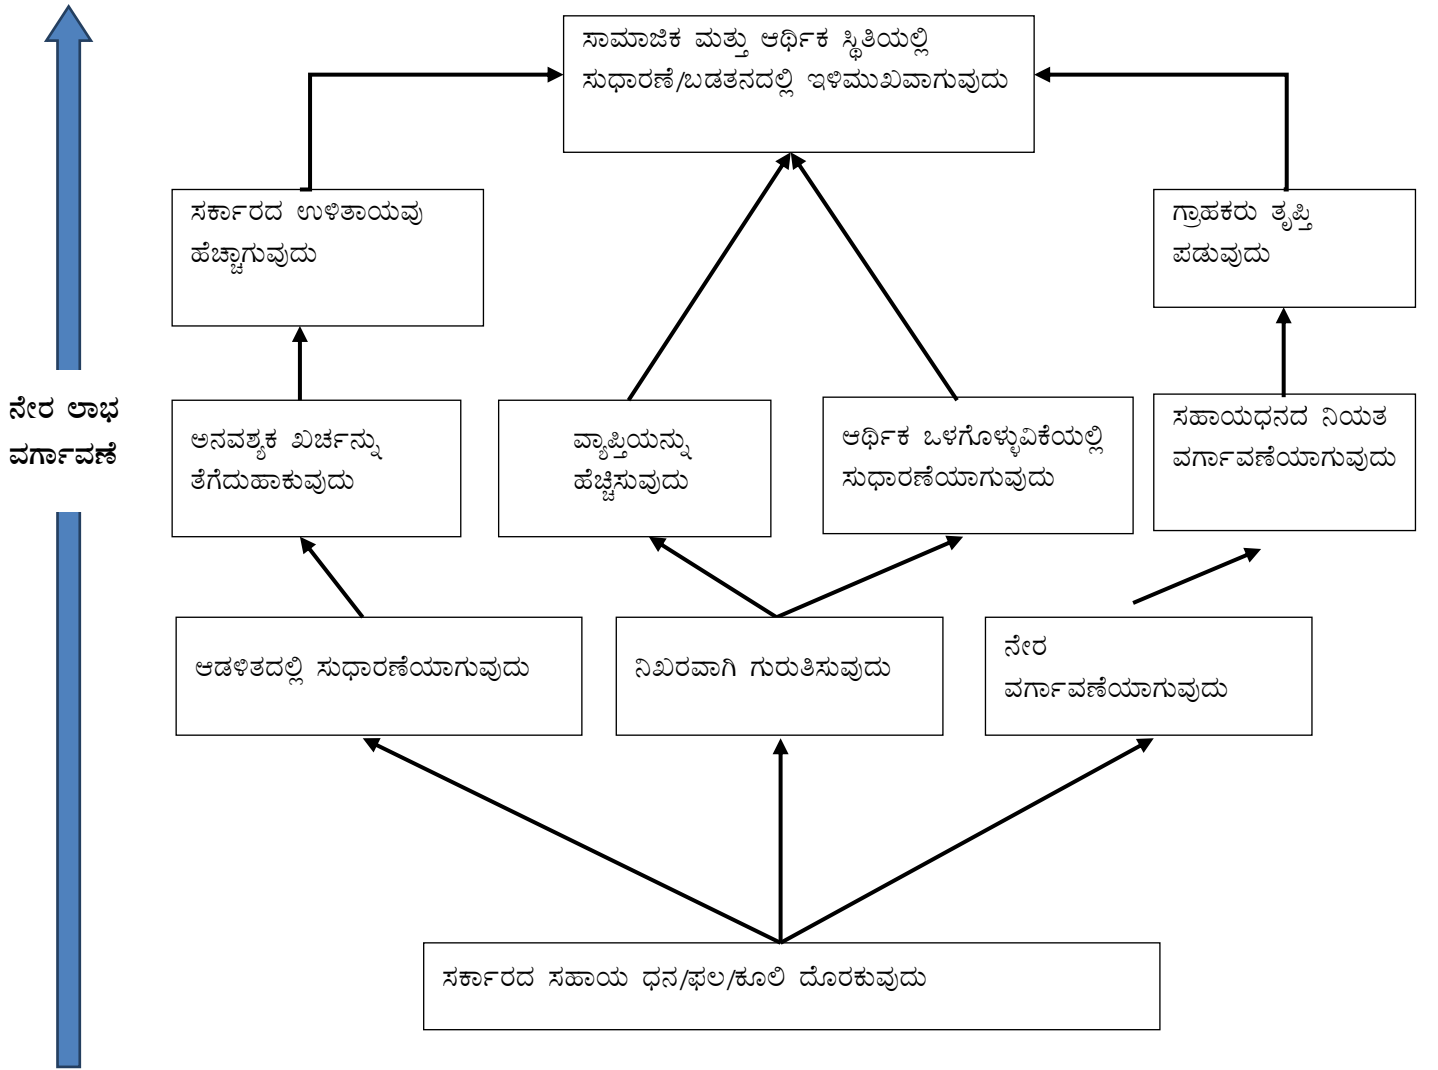 ಸಾಮಾಜಿಕ ಮತ್ತು ಆರ್ಥಿಕ ಸ್ಥಿತಿಯಲ್ಲಿ
ಸುಧಾರಣೆ/ಬಡತನದಲ್ಲಿ ಇಳಿಮುಖವಾಗುವುದು
ಸರ್ಕಾರದ ಉಳಿತಾಯವು
ಹೆಚ್ಚಾಗುವುದು
ಗ್ರಾಹಕರು ತೃಪ್ತಿ
ಪಡುವುದು
ನೇರ ಲಾಭ
ವರ್ಗಾವಣೆ
ಅನವಶ್ಯಕ ಖರ್ಚನ್ನು
ತೆಗೆದುಹಾಕುವುದು
ವ್ಯಾಪ್ತಿಯನ್ನು
ಹೆಚ್ಚಿಸುವುದು
ಆರ್ಥಿಕ ಒಳಗೊಳ್ಳುವಿಕೆಯಲ್ಲಿ
ಸುಧಾರಣೆಯಾಗುವುದು
ಸಹಾಯಧನದ ನಿಯತ
ವರ್ಗಾವಣೆಯಾಗುವುದು
ಆಡಳಿತದಲ್ಲಿ ಸುಧಾರಣೆಯಾಗುವುದು
ನಿಖರವಾಗಿ ಗುರುತಿಸುವುದು
ನೇರ
ವರ್ಗಾವಣೆಯಾಗುವುದು
ಸರ್ಕಾರದ ಸಹಾಯ ಧನ/ಫಲ/ಕೂಲಿ ದೊರಕುವುದು